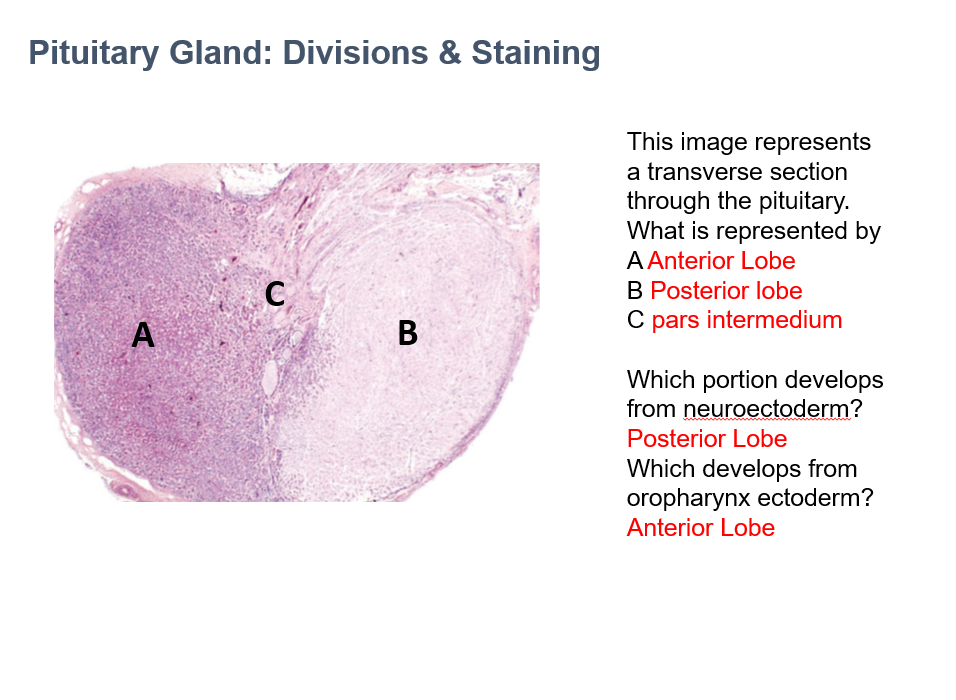 Pituitary Gland: Divisions & Staining
This image represents
a transverse section
through the pituitary.
What is represented by
A Anterior Lobe
B Posterior lobe
C pars intermedium
A
C
B
Which portion develops
from neuroectoderm?
Posterior Lobe
Which develops from
oropharynx ectoderm?
Anterior Lobe